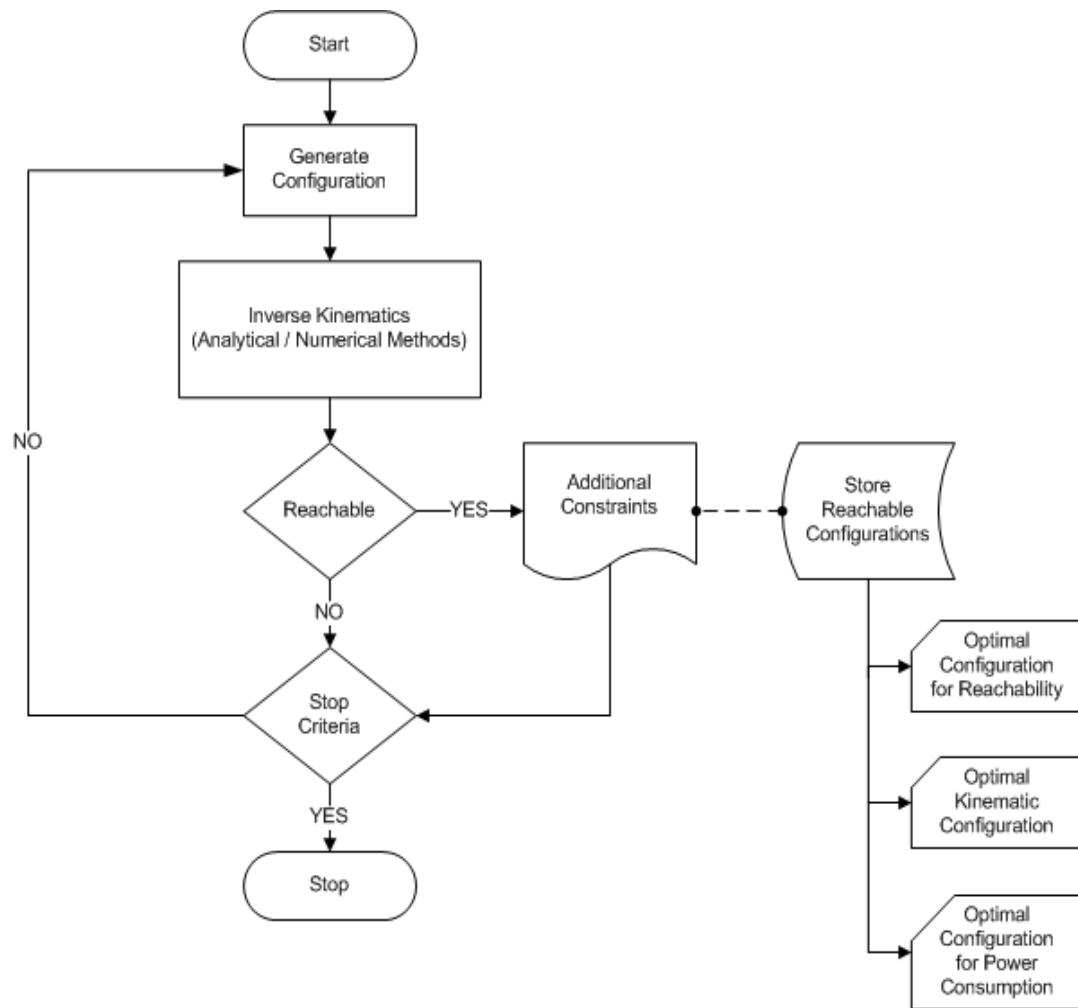 Start
Generate
Configuration
Inverse Kinematics
(Analytical / Numerical Methods)
NO
Reachable
YES
Additional
Constraints
Store
Reachable
Configurations
NO
Stop
Criteria
YES
Stop
Optimal
Configuration
for Reachability
Optimal
Kinematic
Configuration
Optimal
Configuration
for Power
Consumption